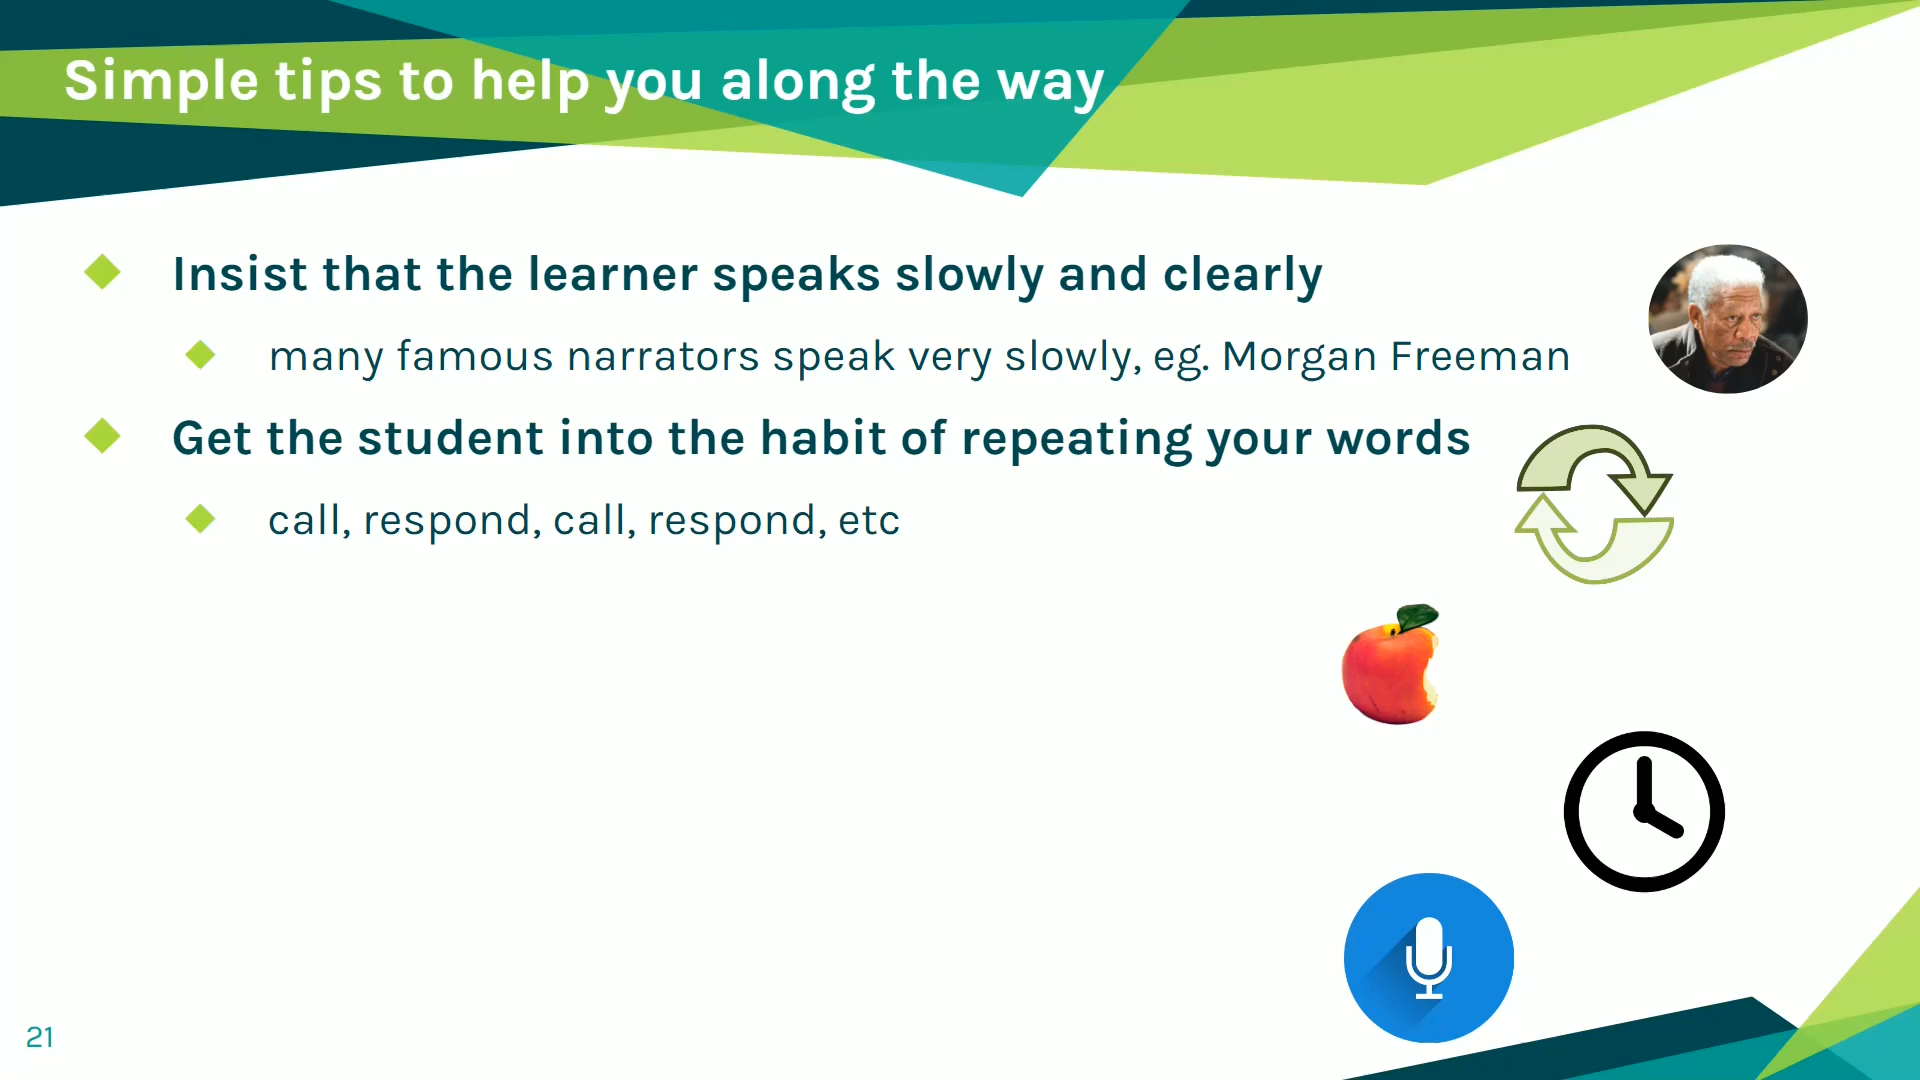 Simple tips to help you along the way
Insist that the learner speaks slowly and clearly
many famous narrators speak very slowly, eg. Morgan Freeman
Get the student into the habit of repeating your words
call, respond, call, respond, etc
21